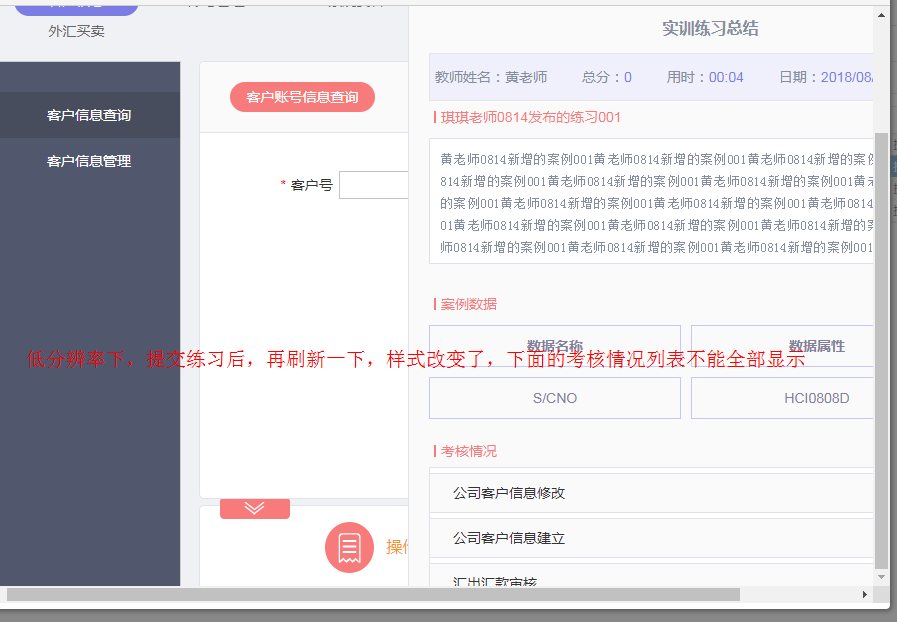 外汇买卖
客户信息查询
客户信息管理
客户账号信息查询
* 客户号
操作
实训练习总结
教师姓名：黄老师 总分：0 用时：00:04 日期：2018/08/
琪琪老师0814发布的练习001
黄老师0814新增的案例001黄老师0814新增的案例001黄老师0814新增的案例
814新增的案例001黄老师0814新增的案例001黄老师0814新增的案例001黄老
的案例001黄老师0814新增的案例001黄老师0814新增的案例001黄老师0814
01黄老师0814新增的案例001黄老师0814新增的案例001黄老师0814新增的案
师0814新增的案例001黄老师0814新增的案例001黄老师0814新增的案例001
案例数据
数据名称 数据属性
低分辨率下，提交练习后，再刷新一下，样式改变了，下面的考核情况列表不能全部显示
S/CNO HCI0808D
考核情况
公司客户信息修改
公司客户信息建立
汇出汇款审核